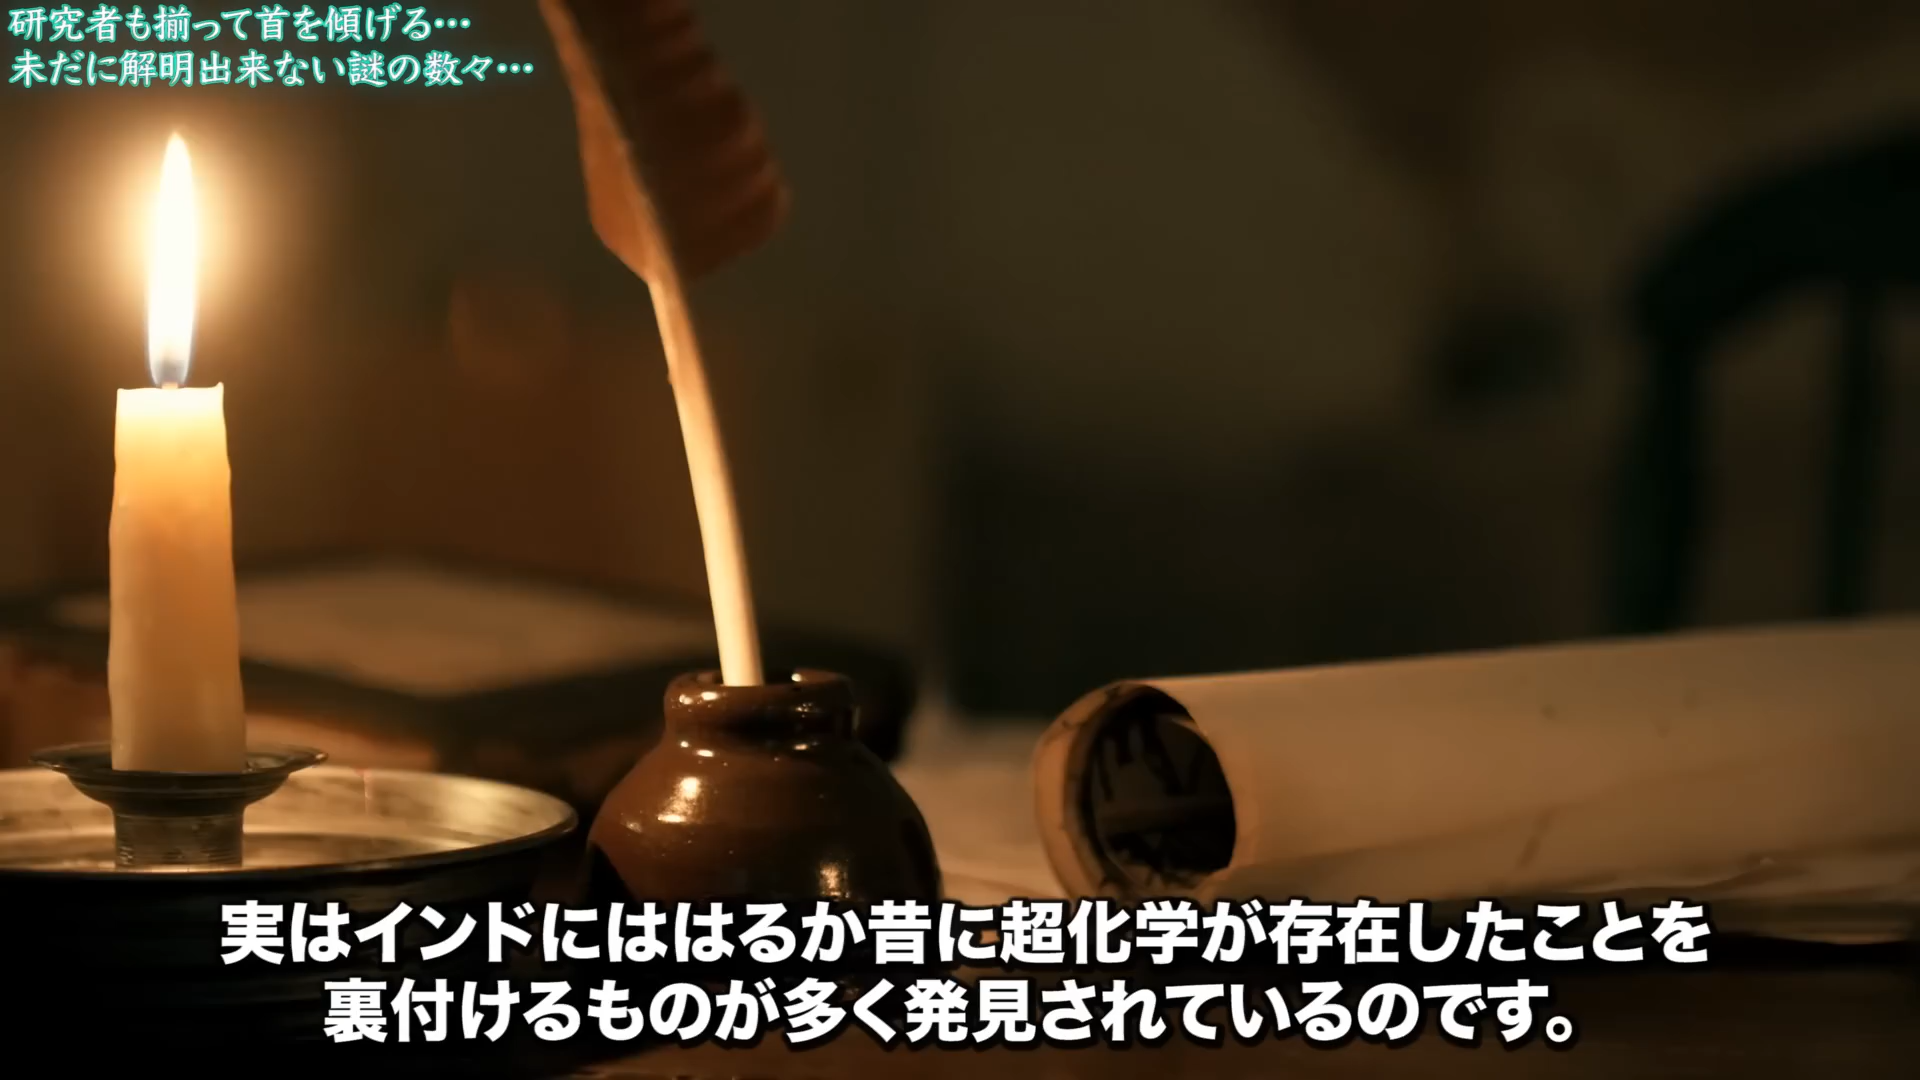 研究者も揃って首を傾げる…
未だに解明出来ない謎の数々…
実はインドにははるか昔に超化学が存在したことを
裏付けるものが多く発見されているのです。